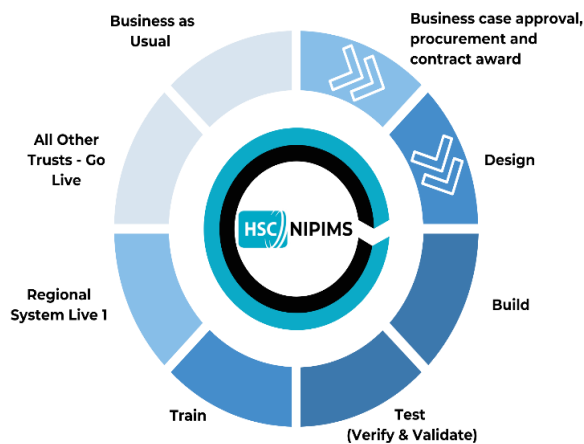 Business case approval,
procurement and
contract award
Design
Build
Test
(Verify & Validate)
Train
Regional
System Live 1
All Other
Trusts - Go
Live
Business as
Usual
HSC NIPIMS